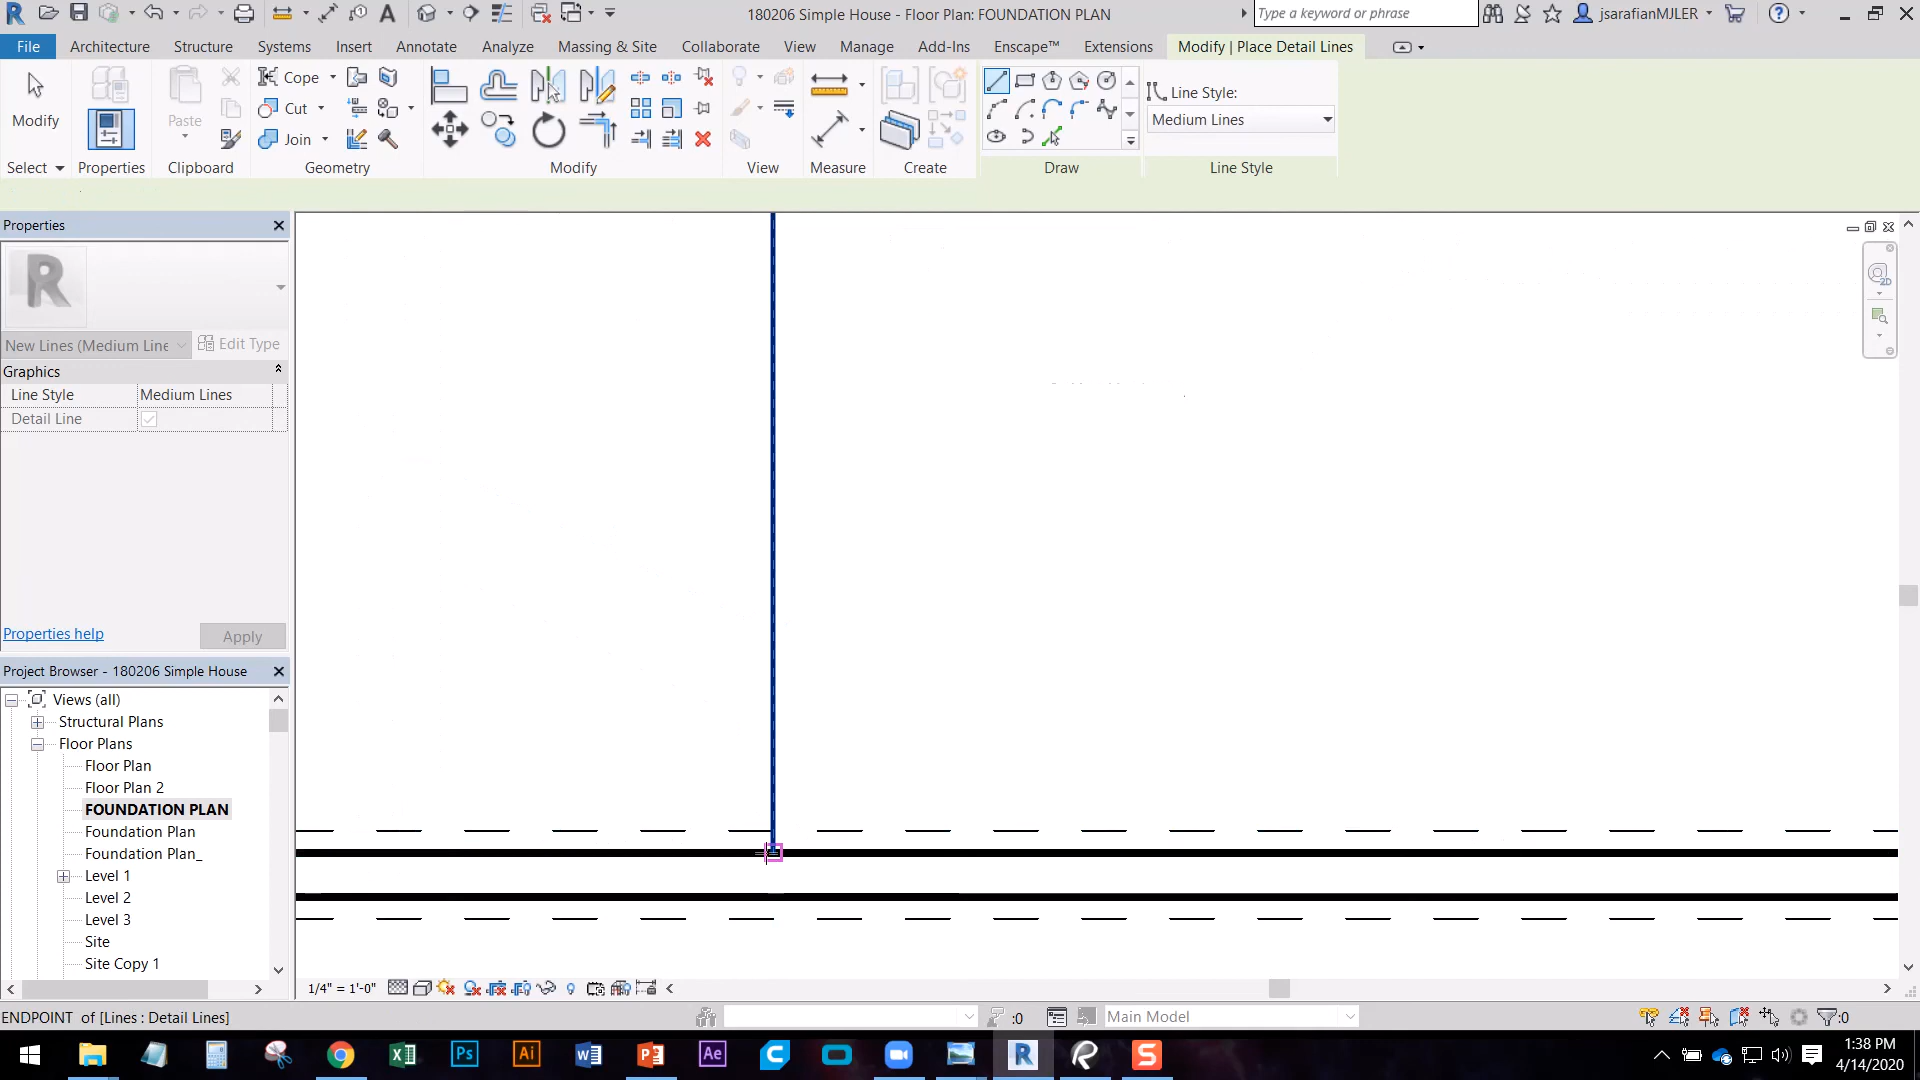 180206 Simple House - Floor Plan: FOUNDATION PLAN
Type a keyword or phrase
jsarafianMJLER
File Architecture Structure Systems Insert Annotate Analyze Massing & Site Collaborate View Manage Add-Ins Enscape™ Extensions Modify | Place Detail Lines
Modify
Paste
Cope
Cut
Join
Line Style:
Medium Lines
Select Properties Clipboard Geometry Modify View Measure Create Draw Line Style
Properties
R
New Lines (Medium Line
Edit Type
Graphics
Line Style Medium Lines
Detail Line
Properties help
Apply
Project Browser - 180206 Simple House
Views (all)
Structural Plans
Floor Plans
Floor Plan
Floor Plan 2
FOUNDATION PLAN
Foundation Plan
Foundation Plan_
Level 1
Level 2
Level 3
Site
Site Copy 1
2D
1/4" = 1'-0"
ENDPOINT of [Lines : Detail Lines]
:0
Main Model
:0
Ps Ai Ae
1:38 PM
4/14/2020